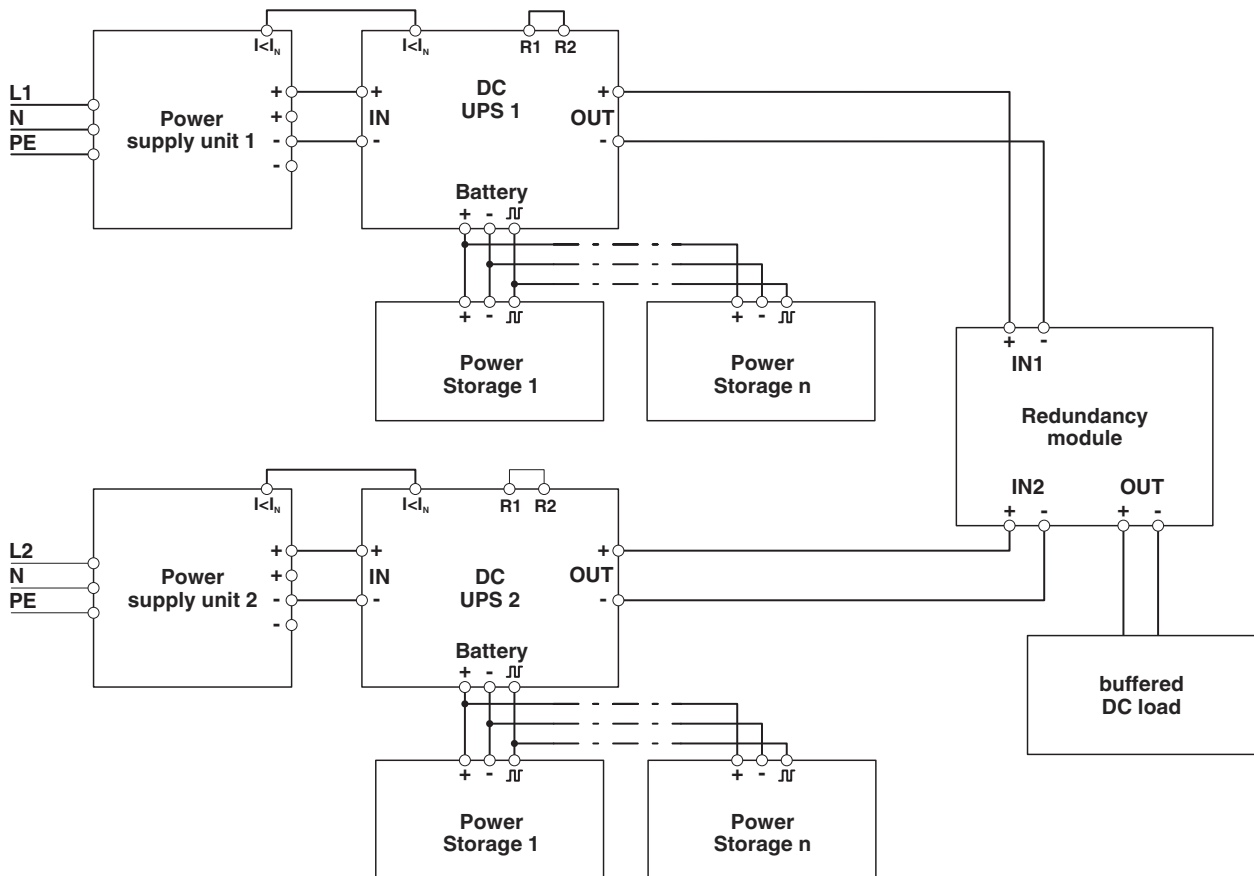 I<IN
I<IN
R1 R2
L1
N
PE
Power
supply unit 1
+
+
-
-
+
IN
-
DC
UPS 1
+
OUT
-
Battery
+ -
+ -
Power
Storage 1
+ -
Power
Storage n
+ -
IN1
Redundancy
module
IN2 OUT
+ - + -
I<IN
I<IN
R1 R2
L2
N
PE
Power
supply unit 2
+
+
-
-
+
IN
-
DC
UPS 2
+
OUT
-
Battery
+ -
+ -
Power
Storage 1
+ -
Power
Storage n
buffered
DC load